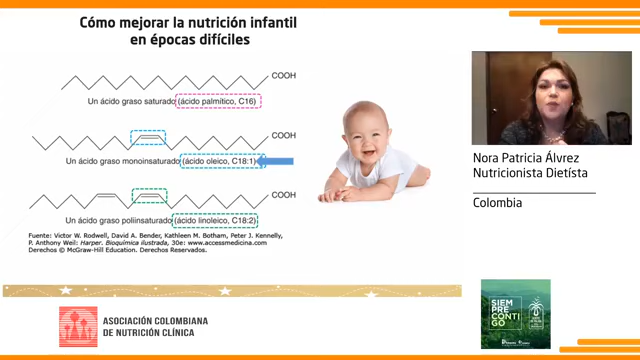 Cómo mejorar la nutrición infantil
en épocas difíciles
COOH
Un ácido graso saturado (ácido palmítico, C16)
COOH
Un ácido graso monoinsaturado (ácido oleico, C18:1)
COOH
Un ácido graso poliinsaturado (ácido linoleico, C18:2)
Fuente: Victor W. Rodwell, David A. Bender, Kathleen M. Botham, Peter J. Kennelly,
P. Anthony Weil: Harper. Bioquímica ilustrada, 30e: www.accessmedicina.com
Derechos © McGraw-Hill Education. Derechos Reservados.
ASOCIACIÓN COLOMBIANA
DE NUTRICIÓN CLÍNICA
Nora Patricia Álvrez
Nutricionista Dietísta
Colombia
SIEM
PRE
CONTI
GO